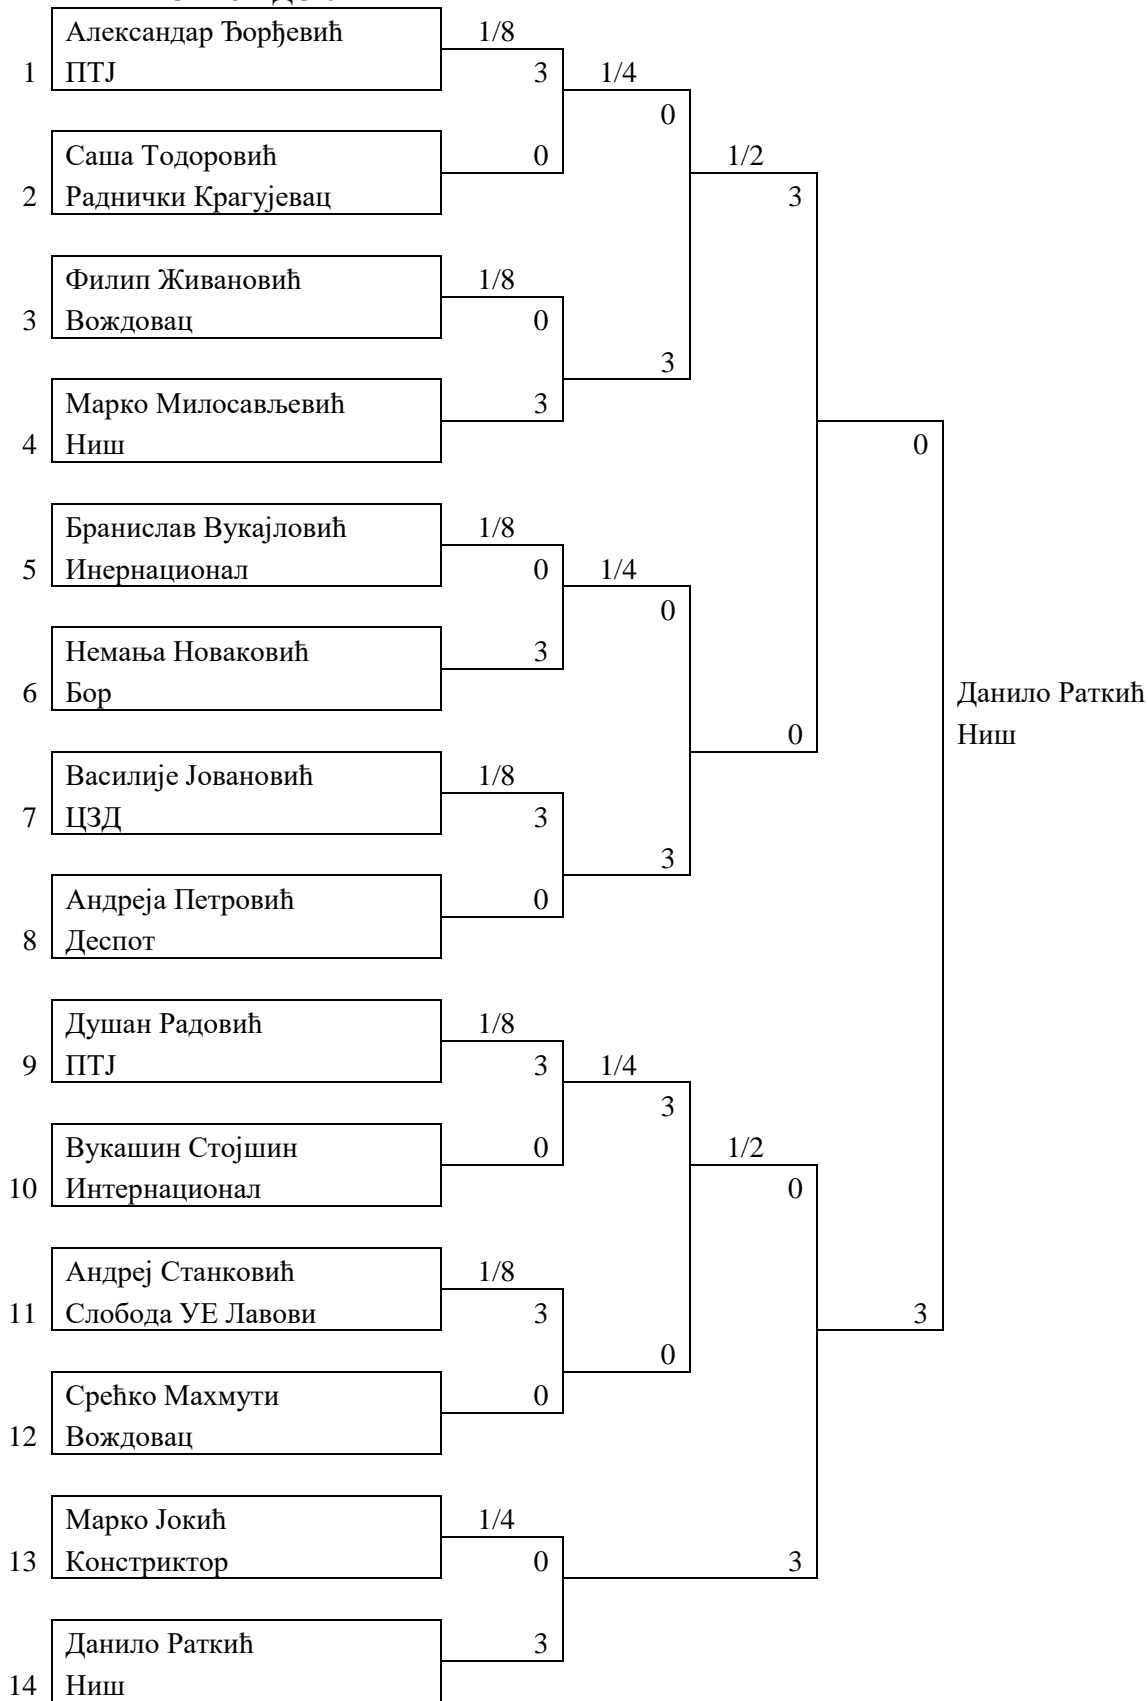 Александар Ђорђевић 1/8
1 ПТЈ 3 1/4
0
Саша Тодоровић 0 1/2
2 Раднички Крагујевац 3
Филип Живановић 1/8
3 Вождовац 0
3
Марко Милосављевић 3
4 Ниш 0
Бранислав Вукајловић 1/8
5 Инернационал 0 1/4
0
Немања Новаковић 3
6 Бор Данило Раткић
0 Ниш
Василије Јовановић 1/8
7 ЦЗД 3
3
Андреја Петровић 0
8 Деспот
Душан Радовић 1/8
9 ПТЈ 3 1/4
3
Вукашин Стојшин 0 1/2
10 Интернационал 0
Андреј Станковић 1/8
11 Слобода УЕ Лавови 3 3
0
Срећко Махмути 0
12 Вождовац
Марко Јокић 1/4
13 Констриктор 0 3
Данило Раткић 3
14 Ниш